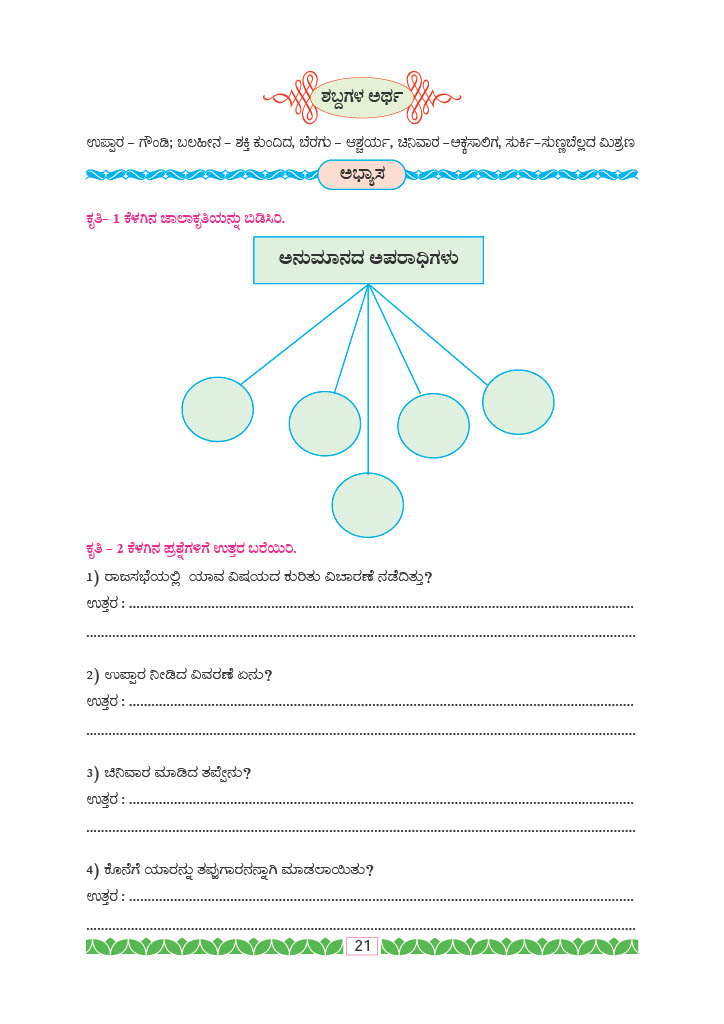 ಶಬ್ದಗಳ ಅರ್ಥ
ಉಪ್ಪಾರ – ಗೌಂಡಿ; ಬಲಹೀನ – ಶಕ್ತಿ ಕುಂದಿದ, ಬೆರಗು – ಆಶ್ಚರ್ಯ, ಚಿನಿವಾರ –ಅಕ್ಕಸಾಲಿಗ, ಸುರ್ಕಿ–ಸುಣ್ಣಬೆಲ್ಲದ ಮಿಶ್ರಣ
ಅಭ್ಯಾಸ
ಕೃತಿ– 1 ಕೆಳಗಿನ ಜಾಲಾಕೃತಿಯನ್ನು ಬಿಡಿಸಿರಿ.
ಅನುಮಾನದ ಅಪರಾಧಿಗಳು
ಕೃತಿ – 2 ಕೆಳಗಿನ ಪ್ರಶ್ನೆಗಳಿಗೆ ಉತ್ತರ ಬರೆಯಿರಿ.
1) ರಾಜಸಭೆಯಲ್ಲಿ ಯಾವ ವಿಷಯದ ಕುರಿತು ವಿಚಾರಣೆ ನಡೆದಿತ್ತು?
ಉತ್ತರ : ........................................................................
........................................................................
2) ಉಪ್ಪಾರ ನೀಡಿದ ವಿವರಣೆ ಏನು?
ಉತ್ತರ : ........................................................................
........................................................................
3) ಚಿನಿವಾರ ಮಾಡಿದ ತಪ್ಪೇನು?
ಉತ್ತರ : ........................................................................
........................................................................
4) ಕೊನೆಗೆ ಯಾರನ್ನು ತಪ್ಪುಗಾರನನ್ನಾಗಿ ಮಾಡಲಾಯಿತು?
ಉತ್ತರ : ........................................................................
........................................................................
21